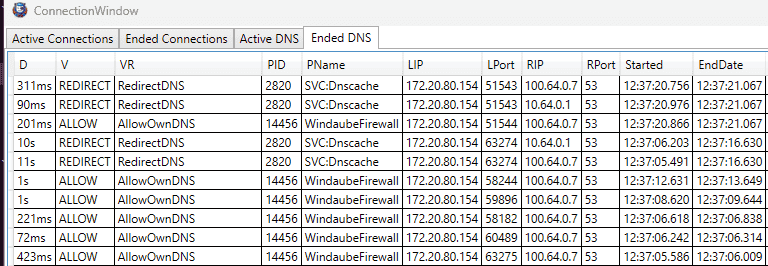 ConnectionWindow
Active Connections Ended Connections Active DNS Ended DNS
D V VR PID PName LIP LPort RIP RPort Started EndDate
311ms REDIRECT RedirectDNS 2820 SVC:Dnscache 172.20.80.154 51543 100.64.0.7 53 12:37:20.756 12:37:21.067
90ms REDIRECT RedirectDNS 2820 SVC:Dnscache 172.20.80.154 51543 10.64.0.1 53 12:37:20.976 12:37:21.067
201ms ALLOW AllowOwnDNS 14456 WindaubeFirewall 172.20.80.154 51544 100.64.0.7 53 12:37:20.866 12:37:21.067
10s REDIRECT RedirectDNS 2820 SVC:Dnscache 172.20.80.154 63274 10.64.0.1 53 12:37:06.203 12:37:16.630
11s REDIRECT RedirectDNS 2820 SVC:Dnscache 172.20.80.154 63274 100.64.0.7 53 12:37:05.491 12:37:16.630
1s ALLOW AllowOwnDNS 14456 WindaubeFirewall 172.20.80.154 58244 100.64.0.7 53 12:37:12.631 12:37:13.649
1s ALLOW AllowOwnDNS 14456 WindaubeFirewall 172.20.80.154 59896 100.64.0.7 53 12:37:08.620 12:37:09.644
221ms ALLOW AllowOwnDNS 14456 WindaubeFirewall 172.20.80.154 58182 100.64.0.7 53 12:37:06.618 12:37:06.838
72ms ALLOW AllowOwnDNS 14456 WindaubeFirewall 172.20.80.154 60489 100.64.0.7 53 12:37:06.242 12:37:06.314
423ms ALLOW AllowOwnDNS 14456 WindaubeFirewall 172.20.80.154 63275 100.64.0.7 53 12:37:05.586 12:37:06.009